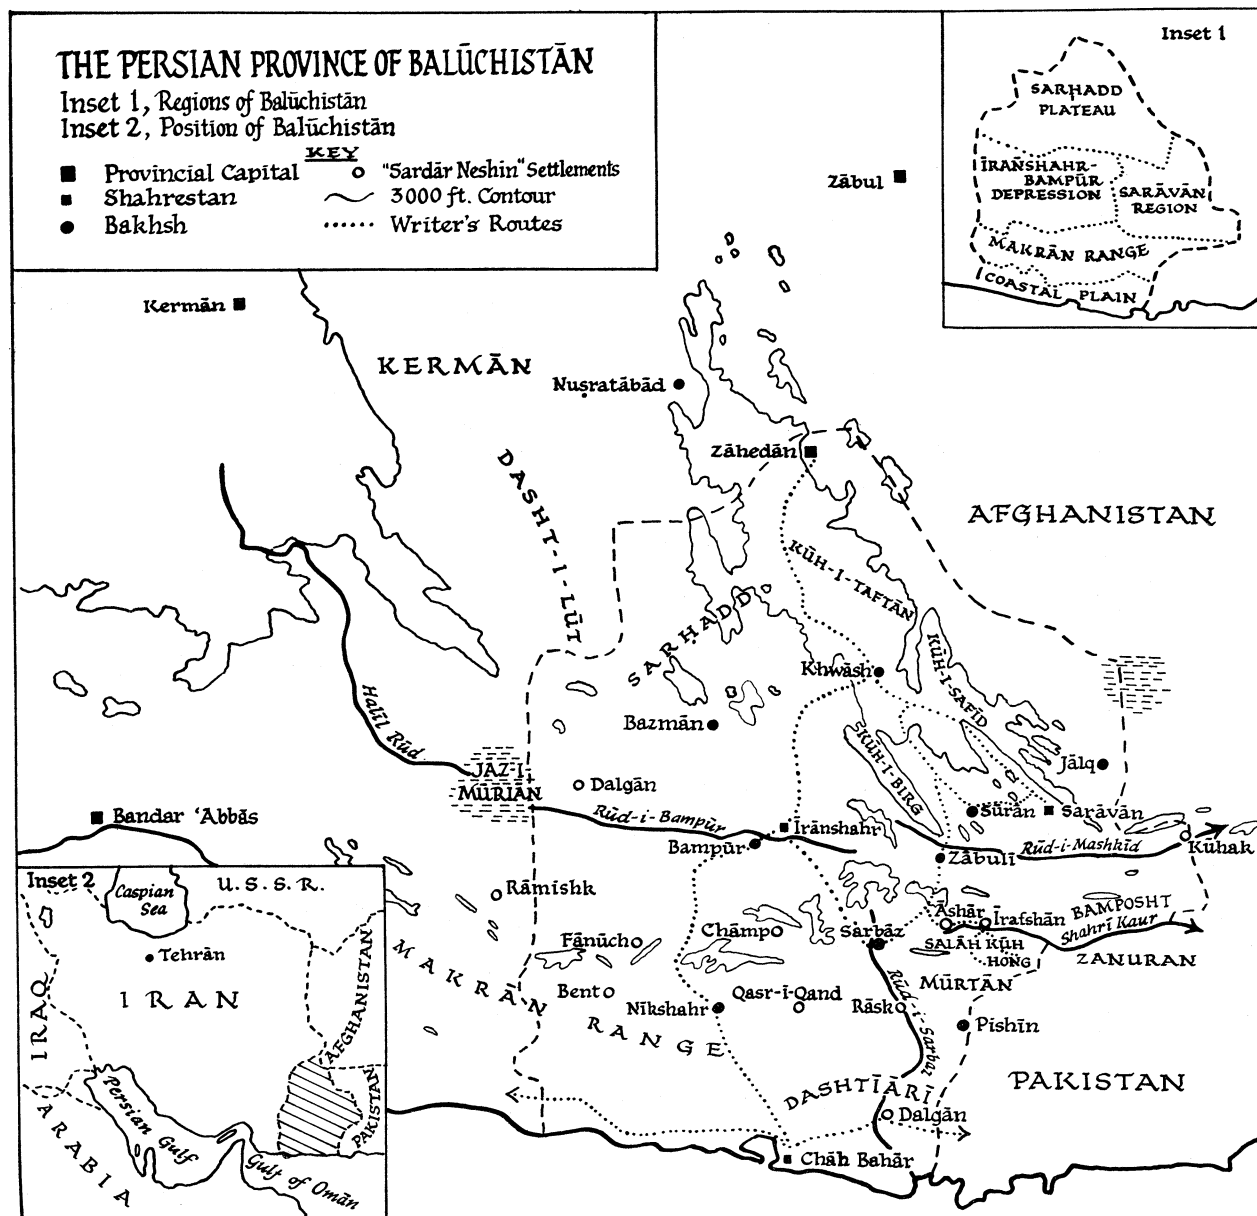 THE PERSIAN PROVINCE OF BALŪCHISTĀN
Inset 1, Regions of Balūchistān
Inset 2, Position of Balūchistān
KEY
Provincial Capital
"Sardār Neshin" Settlements
Shahrestan
3000 ft. Contour
Bakhsh
Writer's Routes
Inset 1
SARḤADD
PLATEAU
ĪRĀNSHAHR-
BAMPŪR
DEPRESSION
SARĀVĀN
REGION
MAKRĀN RANGE
COASTAL PLAIN
Zābul
Kermān
KERMĀN
Nuṣratābād
Zāhedān
DASHT-I-LŪT
AFGHANISTAN
KŪH-I-TAFTĀN
SARḤADD
KŪH-I-SAFĪD
Khwāsh
Bazmān
Halīl Rūd
KŪH-I-BIRG
Jālq
JAZ-I-
MŪRIĀN
Dalgān
Sūrān
Sarāvān
Bandar 'Abbās
Rūd-i-Bampūr
Īrānshahr
Bampūr
Zābulī
Rūd-i-Mashkīd
Kūhak
Rāmishk
Āshār
Īrafshān
BAMPOSHT
Shahrī Kaur
Fānūch
Chāmp
Sarbāz
SALĀH KŪH
HONG
ZANURAN
MAKRĀN RANGE
MŪRTĀN
Bent
Nīkshahr
Qasr-ī-Qand
Rāsk
Rūd-i-Sarbaz
Pishīn
DASHTĪĀRĪ
PAKISTAN
Dalgān
Chāh Bahār
Inset 2
Caspian
Sea
U.S.S.R.
Tehrān
IRAN
IRAQ
AFGHANISTAN
PAKISTAN
Persian Gulf
ARABIA
Gulf of Omān